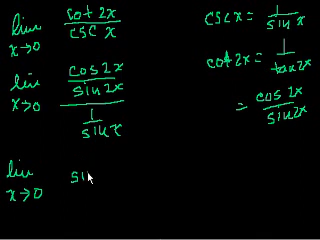 lim x→0 cot 2x / csc x
lim x→0 (cos 2x / sin 2x) / (1 / sin x)
lim x→0 si
csc x = 1 / sin x
cot 2x = 1 / tan 2x
= cos 2x / sin 2x